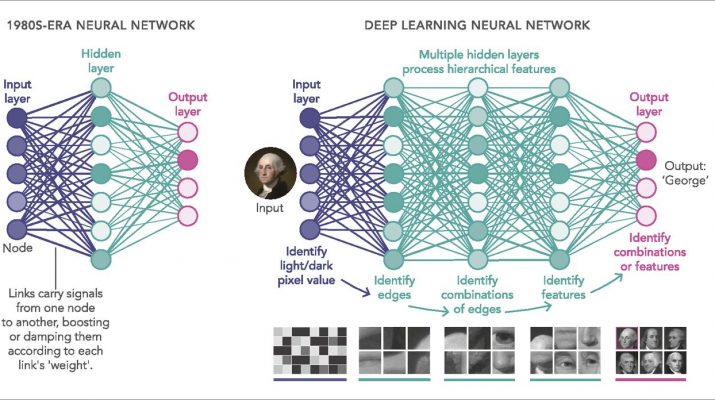 1980S-ERA NEURAL NETWORK
Hidden
layer
Input
layer
Output
layer
Node
Links carry signals
from one node
to another, boosting
or damping them
according to each
link's 'weight'.
DEEP LEARNING NEURAL NETWORK
Multiple hidden layers
process hierarchical features
Input
layer
Output
layer
Input
Output:
'George'
Identify
light/dark
pixel value
Identify
edges
Identify
combinations
of edges
Identify
features
Identify
combinations
or features